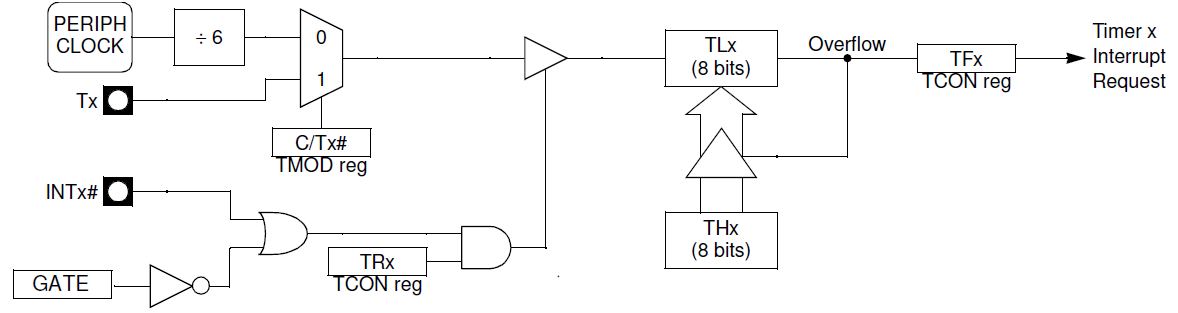 PERIPH
CLOCK
÷ 6
0
1
Tx
C/Tx#
TMOD reg
INTx#
GATE
TRx
TCON reg
TLx
(8 bits)
Overflow
TFx
TCON reg
Timer x
Interrupt
Request
THx
(8 bits)